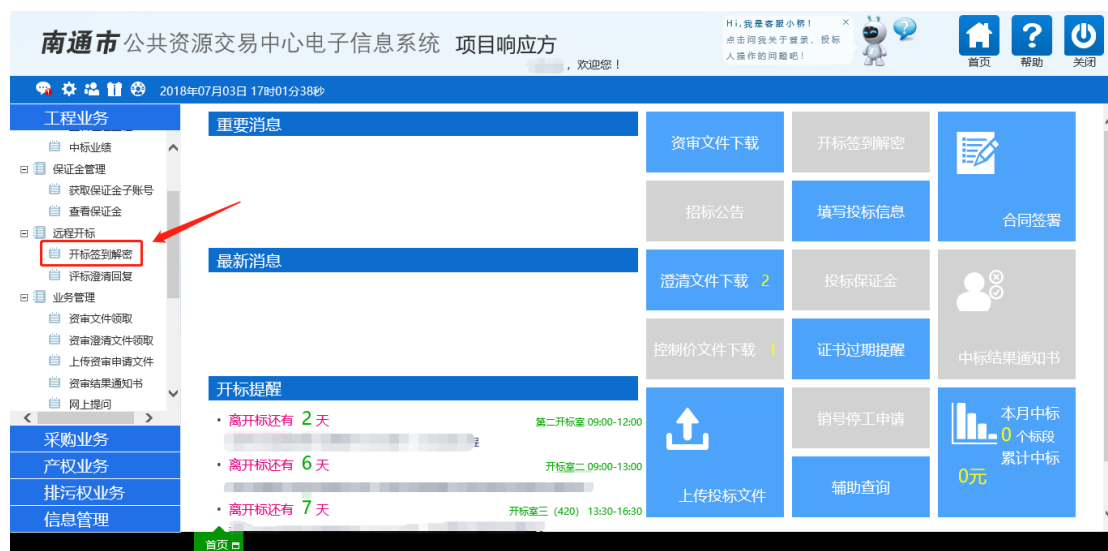 南通市公共资源交易中心电子信息系统 项目响应方
，欢迎您！
Hi,我是客服小桥！ ×
点击问我关于登录、投标
人操作的问题吧！
首页
帮助
关闭
2018年07月03日 17时01分38秒
工程业务
中标业绩
保证金管理
获取保证金子账号
查看保证金
远程开标
开标签到解密
评标澄清回复
业务管理
资审文件领取
资审澄清文件领取
上传资审申请文件
资审结果通知书
网上提问
采购业务
产权业务
排污权业务
信息管理
重要消息
最新消息
开标提醒
• 离开标还有 2 天 第二开标室 09:00-12:00
• 离开标还有 6 天 开标室二 09:00-13:00
• 离开标还有 7 天 开标室三（420） 13:30-16:30
资审文件下载
开标签到解密
招标公告
填写投标信息
合同签署
澄清文件下载 2
投标保证金
控制价文件下载 1
证书过期提醒
中标结果通知书
上传投标文件
销号停工申请
辅助查询
本月中标
0 个标段
累计中标
0元
首页